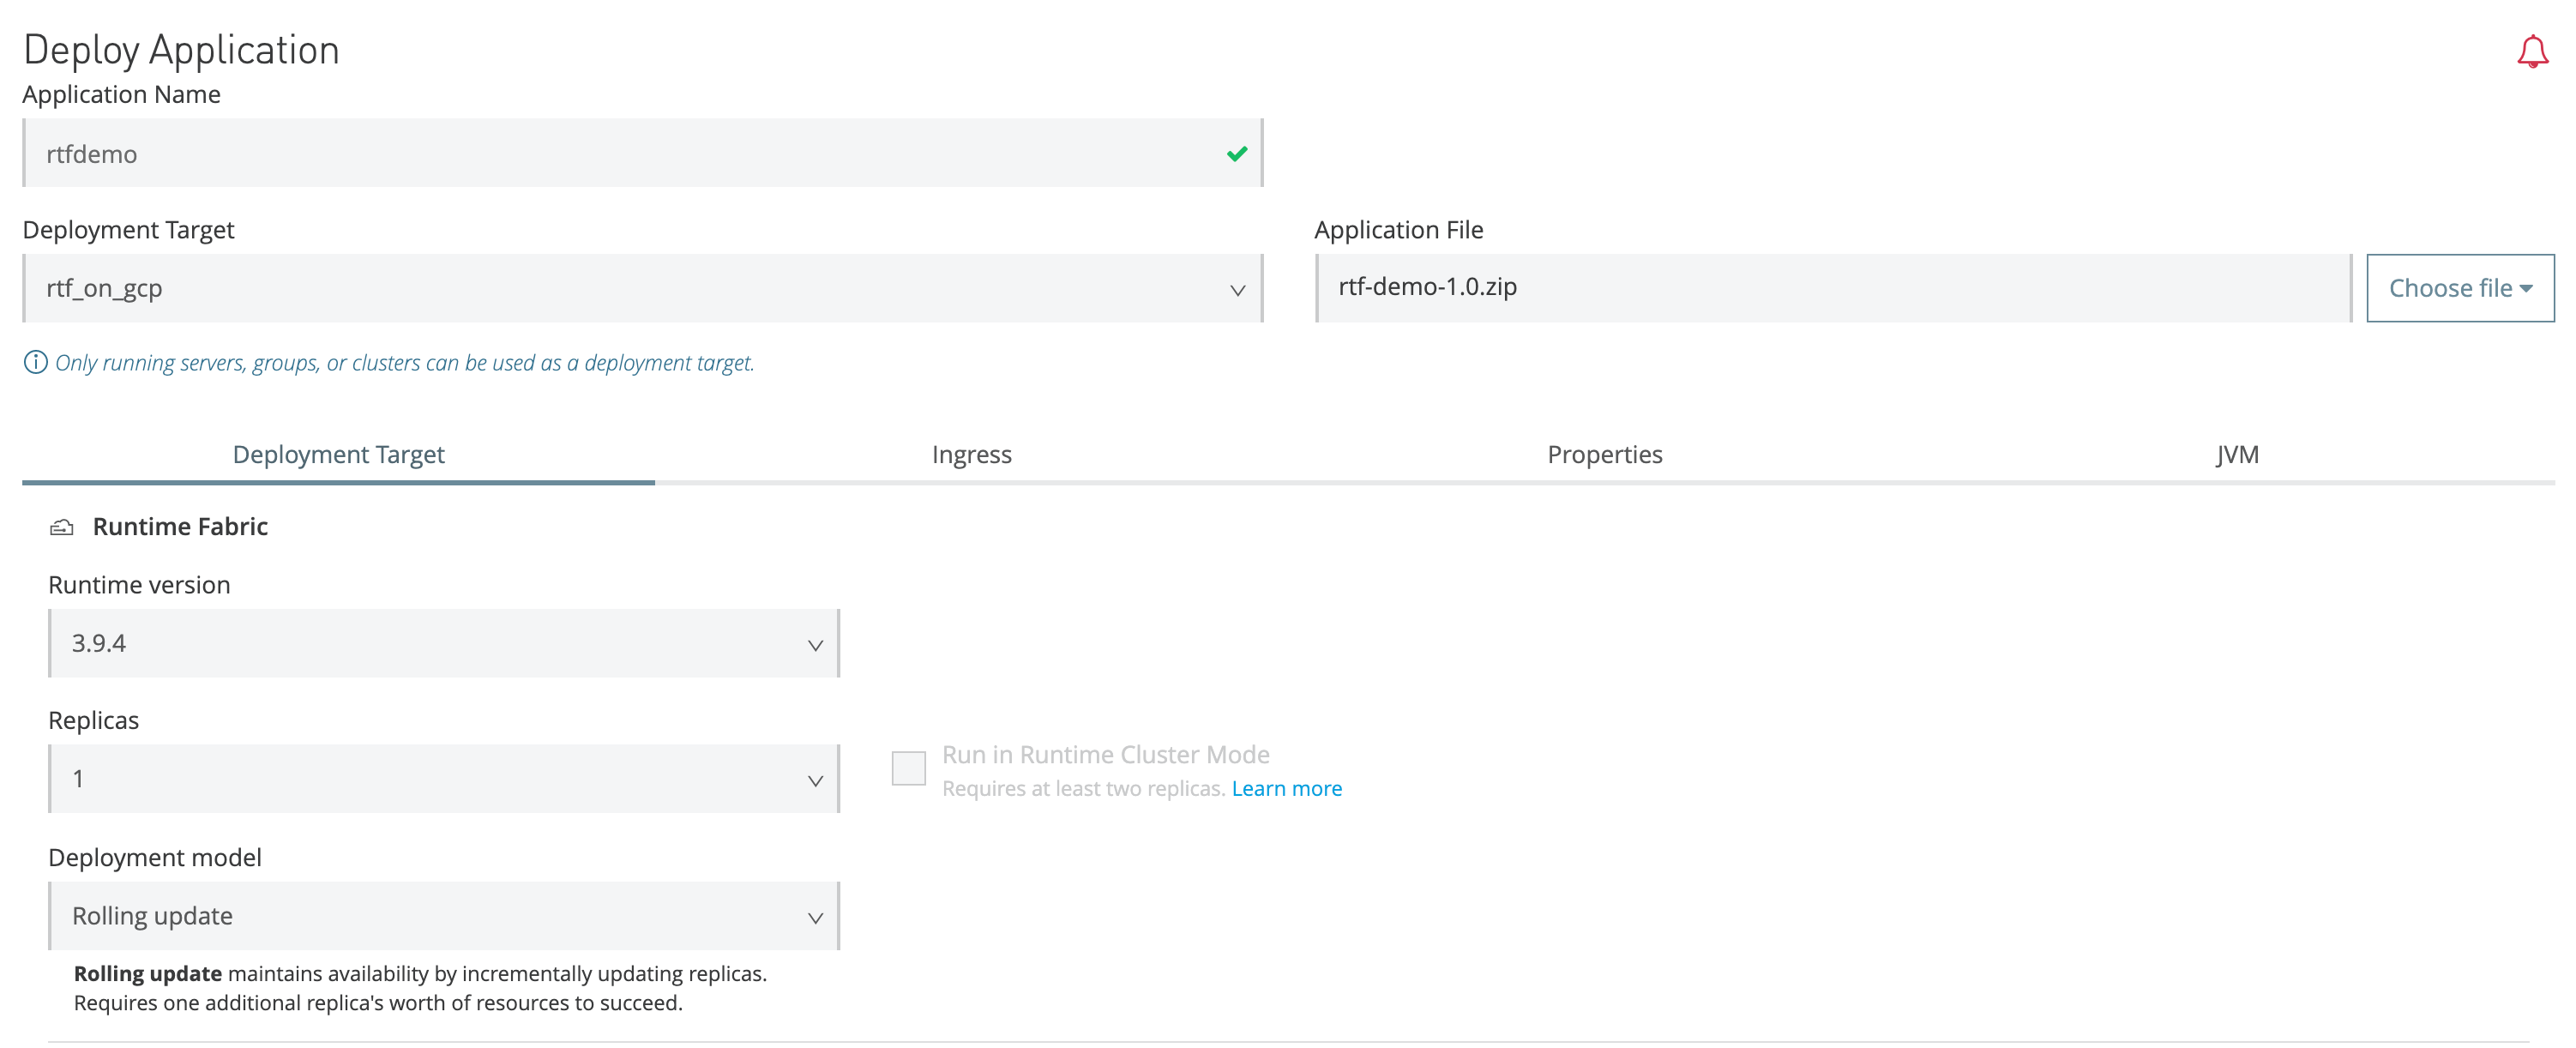 Deploy Application
Application Name
rtfdemo
Deployment Target
Application File
rtf_on_gcp
rtf-demo-1.0.zip
Choose file
Only running servers, groups, or clusters can be used as a deployment target.
Deployment Target
Ingress
Properties
JVM
Runtime Fabric
Runtime version
3.9.4
Replicas
1
Run in Runtime Cluster Mode
Requires at least two replicas. Learn more
Deployment model
Rolling update
Rolling update maintains availability by incrementally updating replicas.
Requires one additional replica's worth of resources to succeed.